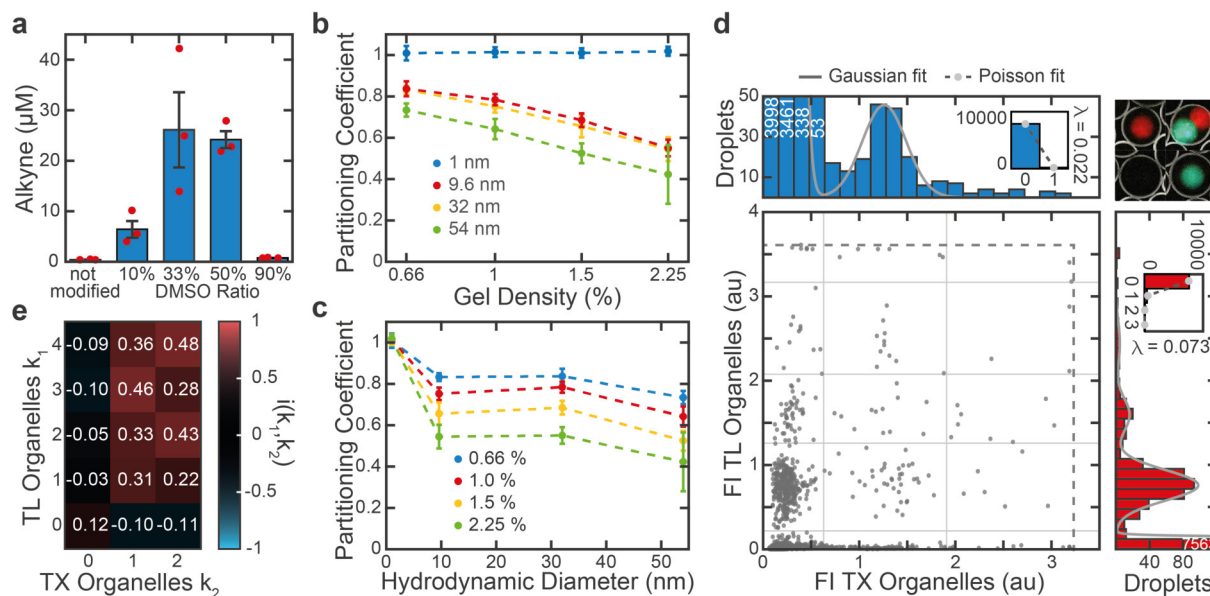 a
Alkyne (μM)
40
30
20
10
0
not modified
10%
33%
50%
90%
DMSO Ratio
b
Partitioning Coefficient
1
0.8
0.6
0.4
0.2
0
1 nm
9.6 nm
32 nm
54 nm
0.66
1
1.5
2.25
Gel Density (%)
c
Partitioning Coefficient
1
0.8
0.6
0.4
0.2
0
0.66 %
1.0 %
1.5 %
2.25 %
0 10 20 30 40 50
Hydrodynamic Diameter (nm)
d
Gaussian fit
Poisson fit
Droplets
50
30
10
3998
3461
338
53
10000
0
0 1
λ = 0.022
FI TL Organelles (au)
4
3
2
1
0
0 1 2 3
FI TX Organelles (au)
10000
0
0 1 2 3
λ = 0.073
7563
40 80
Droplets
e
TL Organelles k1
4
3
2
1
0
-0.09 0.36 0.48
-0.10 0.46 0.28
-0.05 0.33 0.43
-0.03 0.31 0.22
0.12 -0.10 -0.11
0 1 2
TX Organelles k2
1
0.5
0
-0.5
-1
i(k1,k2)